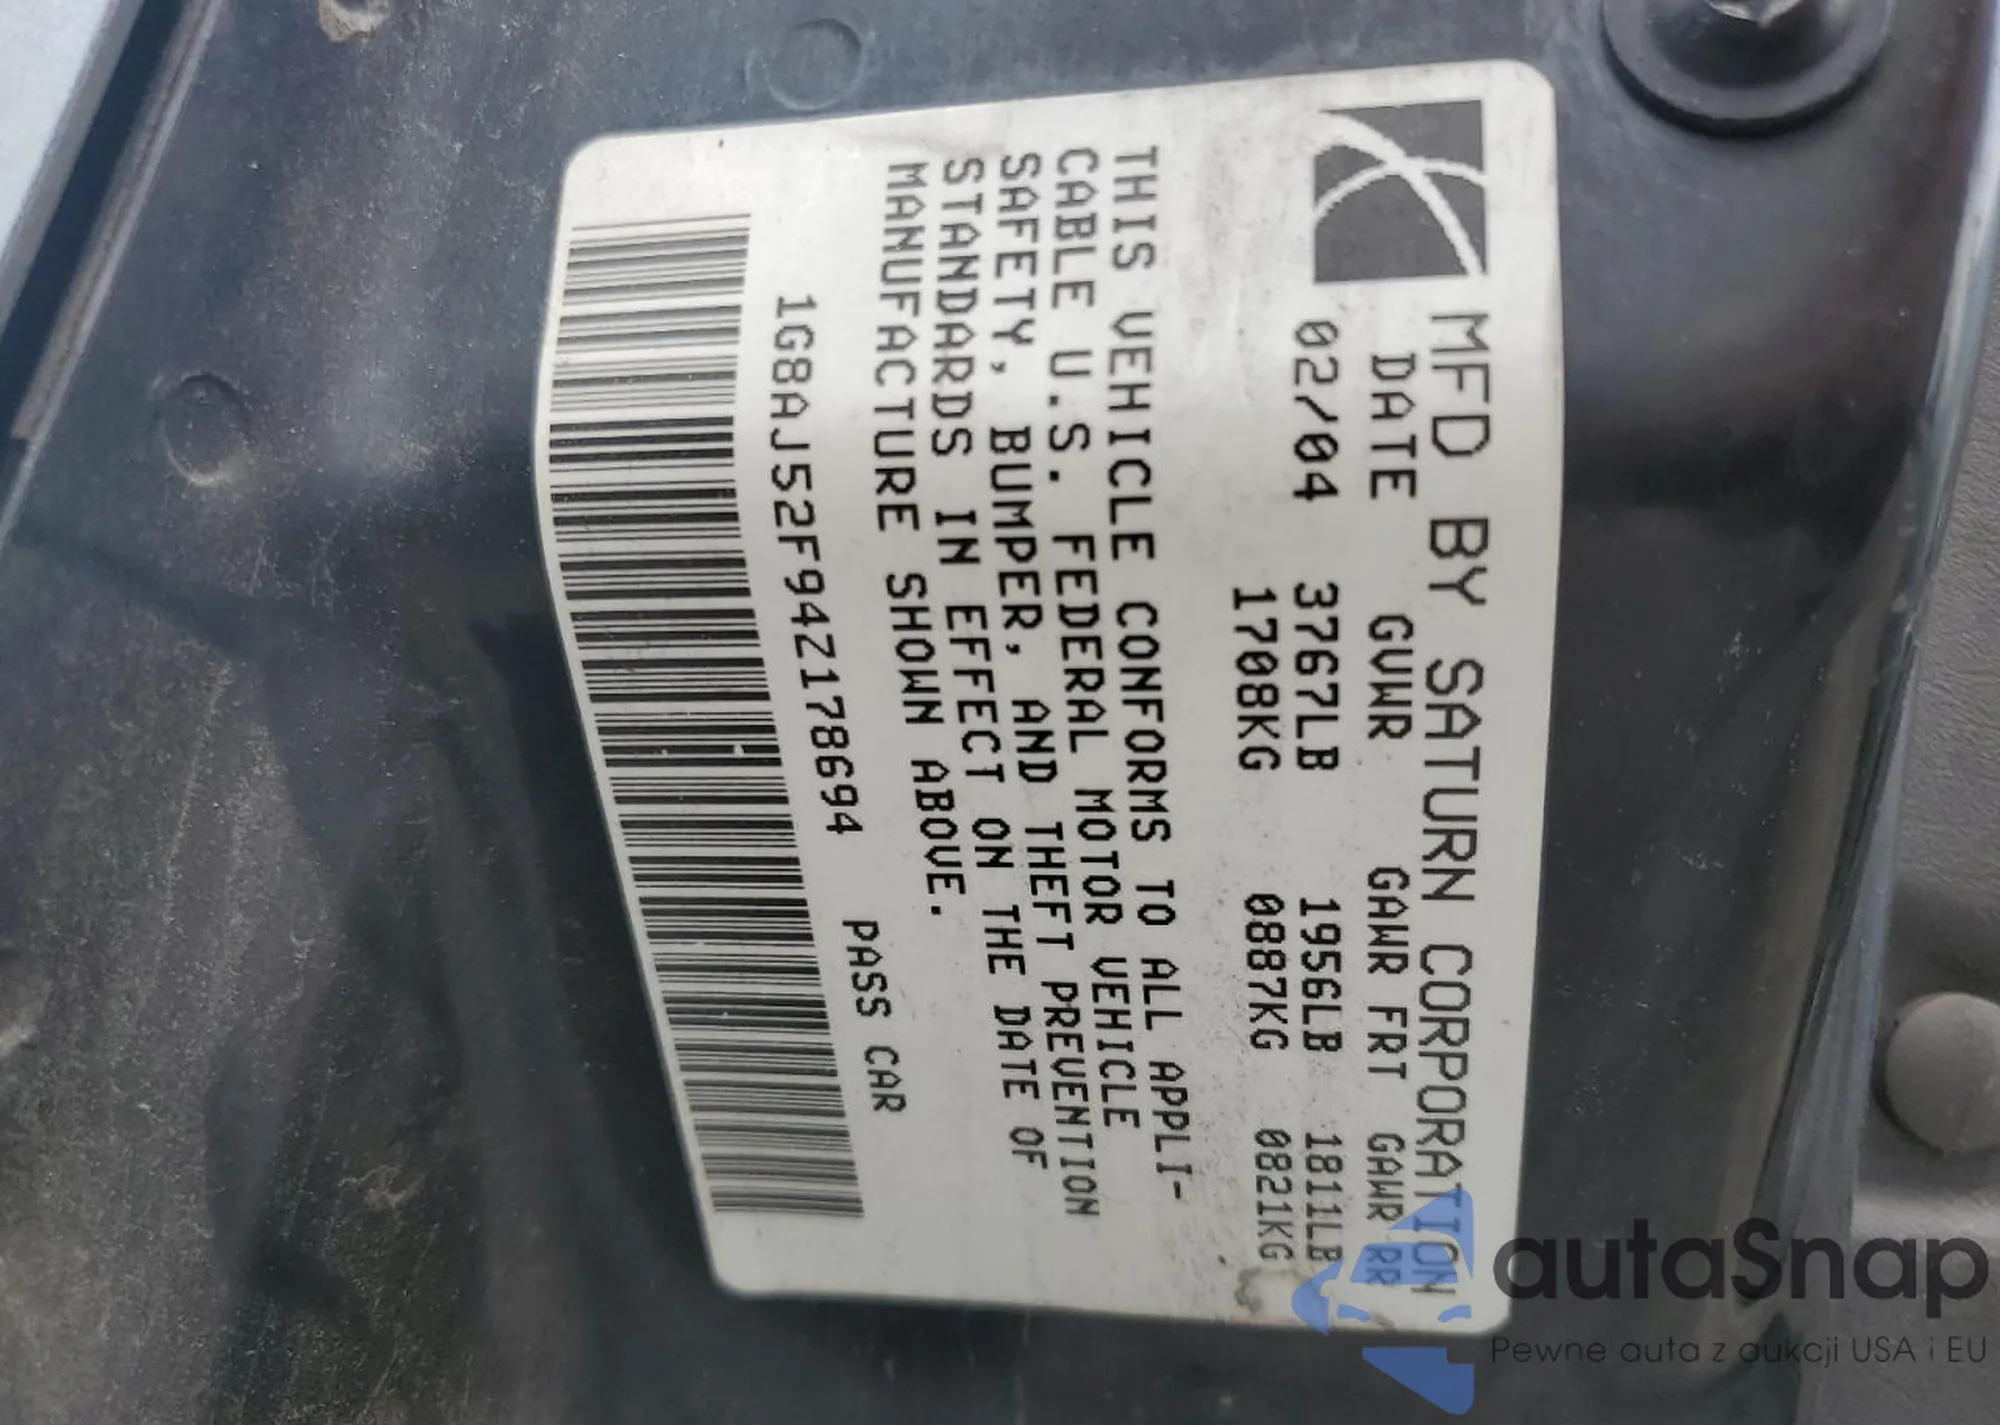 MFD BY SATURN CORPORATION
DATE GVWR GAWR FRT GAWR RR
02/04 3767LB 1956LB 1811LB
1708KG 0887KG 0821KG
THIS VEHICLE CONFORMS TO ALL APPLI-
CABLE U.S. FEDERAL MOTOR VEHICLE
SAFETY, BUMPER, AND THEFT PREVENTION
STANDARDS IN EFFECT ON THE DATE OF
MANUFACTURE SHOWN ABOVE.
1G8AJ52F94Z178694 PASS CAR
autaSnap
Pewne auta z aukcji USA i EU